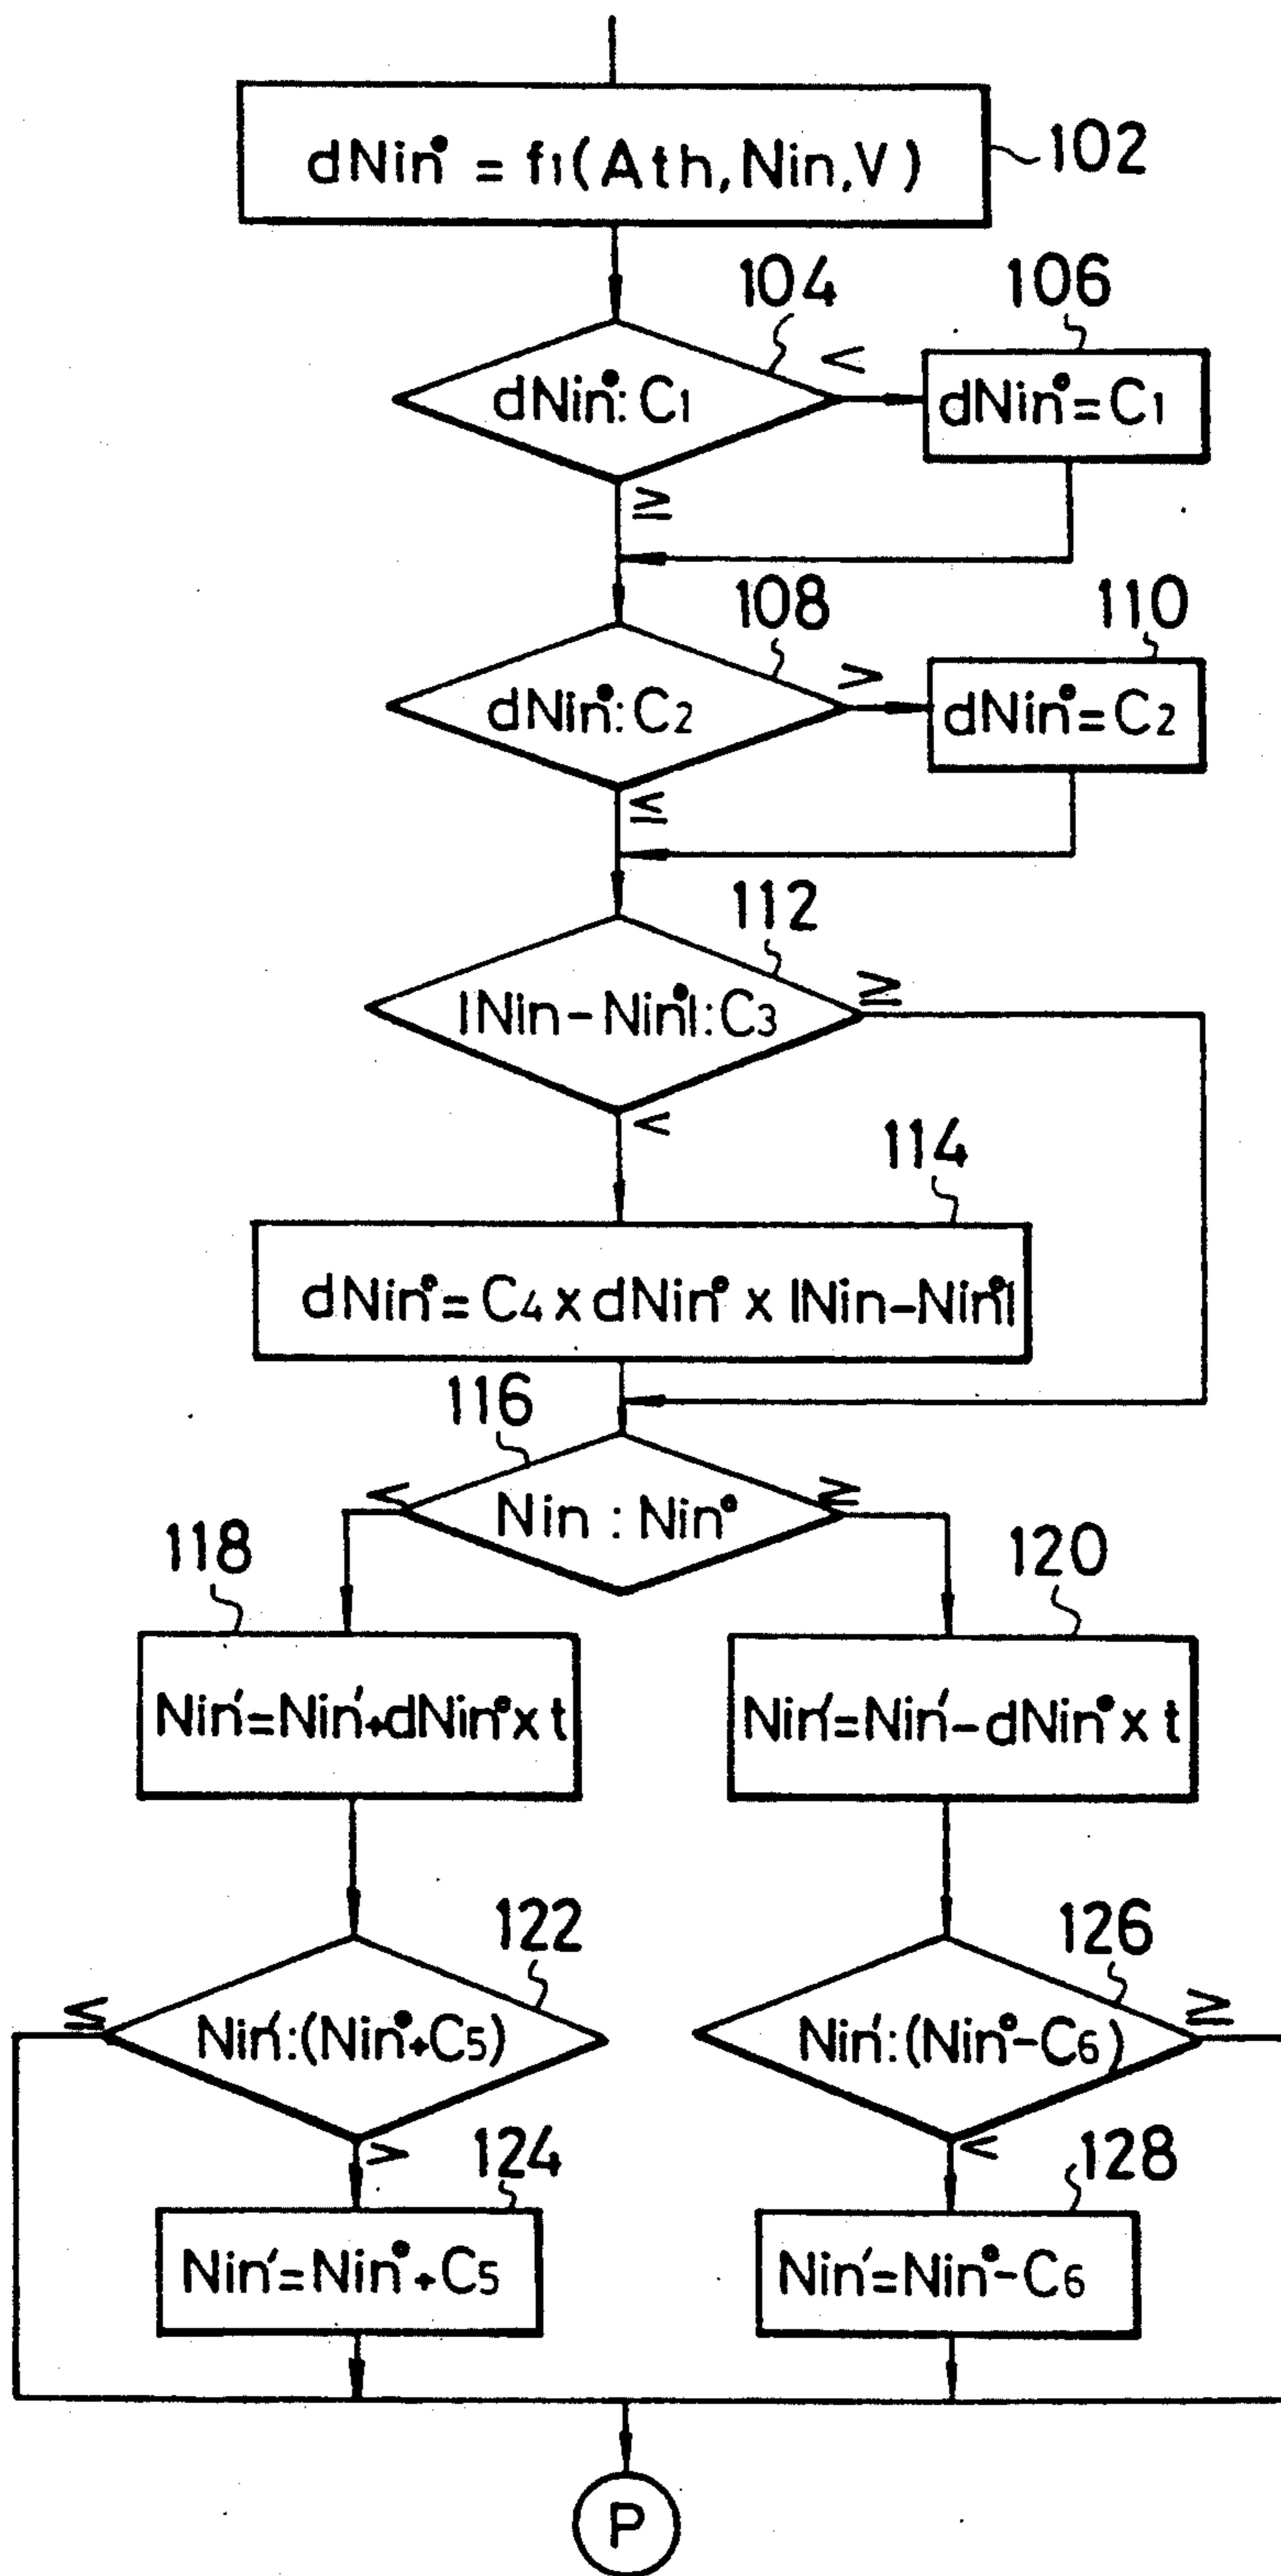 dNin° = f1(Ath, Nin, V)
102
104
106
<
dNin°: C1
dNin° = C1
≥
108
110
>
dNin°: C2
dNin° = C2
≤
112
≥
|Nin − Nin°|: C3
<
114
dNin° = C4 x dNin° x |Nin − Nin°|
116
<
≥
Nin : Nin°
118
120
Nin′ = Nin′ + dNin° x t
Nin′ = Nin′ − dNin° x t
122
126
≤
≥
Nin′: (Nin° + C5)
Nin′: (Nin° − C6)
>
<
124
128
Nin′ = Nin° + C5
Nin′ = Nin° − C6
P